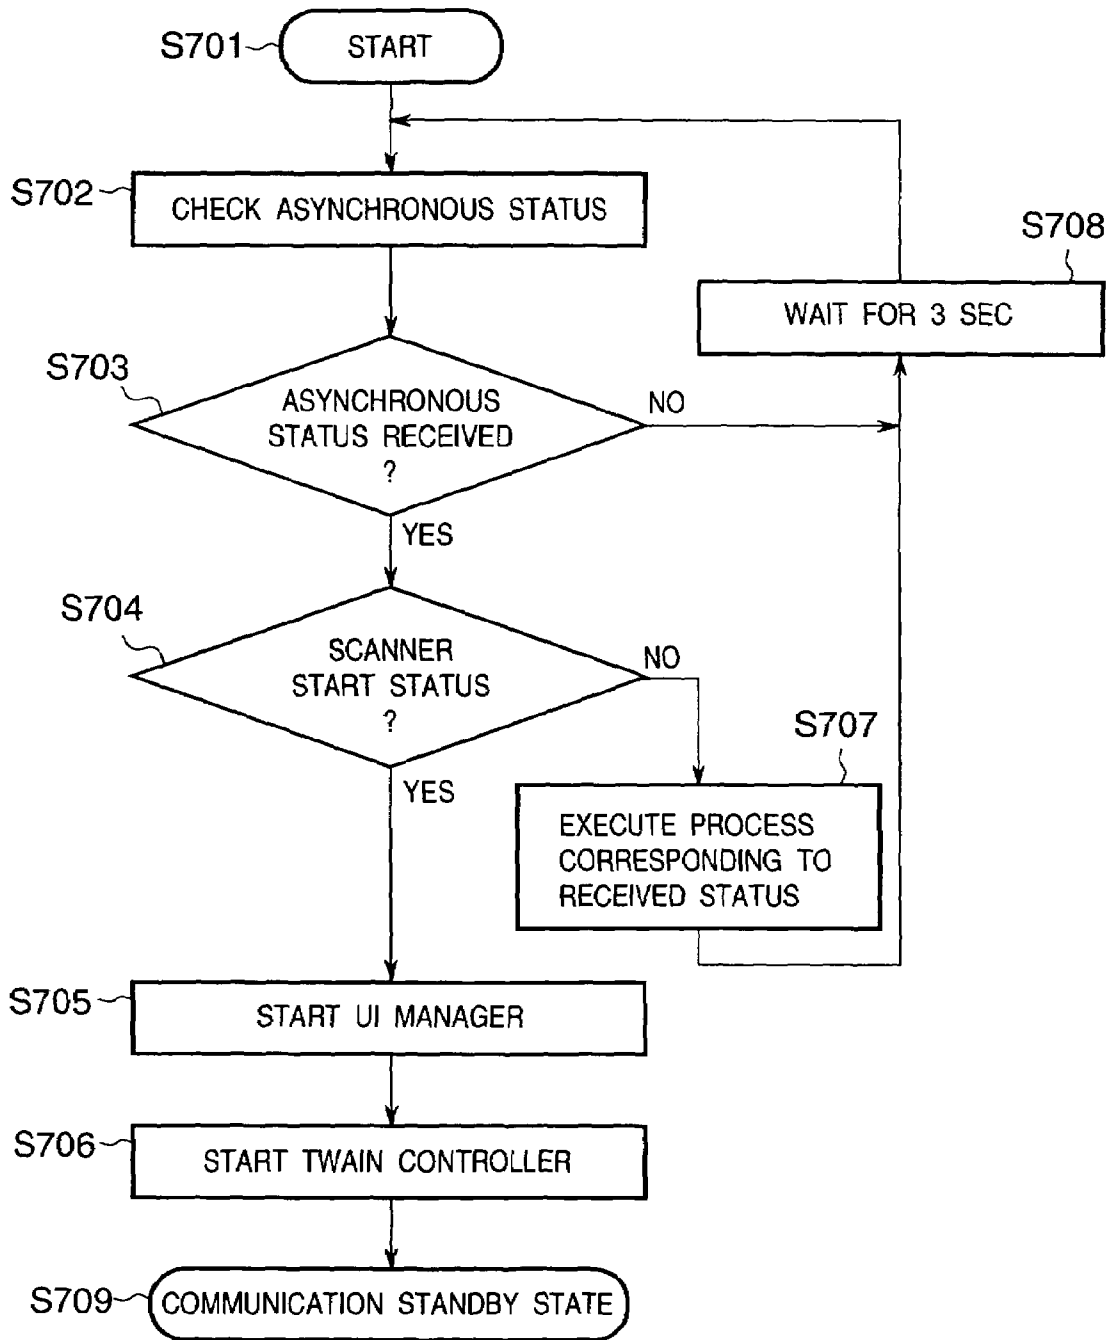 S701
START
S702
CHECK ASYNCHRONOUS STATUS
S708
WAIT FOR 3 SEC
S703
ASYNCHRONOUS
STATUS RECEIVED
?
NO
YES
S704
SCANNER
START STATUS
?
NO
YES
S707
EXECUTE PROCESS
CORRESPONDING TO
RECEIVED STATUS
S705
START UI MANAGER
S706
START TWAIN CONTROLLER
S709
COMMUNICATION STANDBY STATE